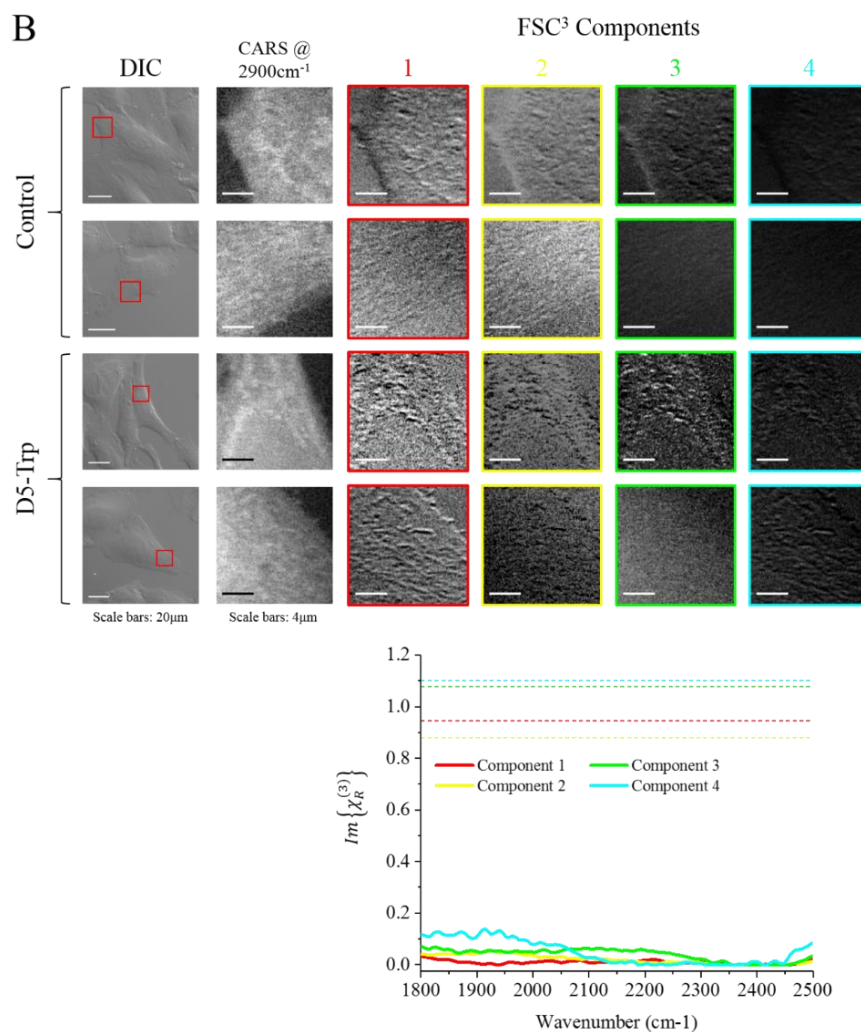 B
FSC³ Components
DIC
CARS @
2900cm⁻¹
1
2
3
4
Control
D5-Trp
Scale bars: 20μm
Scale bars: 4μm
1.2
1.0
0.8
0.6
0.4
0.2
0.0
Im{χ_R^(3)}
Component 1
Component 3
Component 2
Component 4
1800
1900
2000
2100
2200
2300
2400
2500
Wavenumber (cm-1)